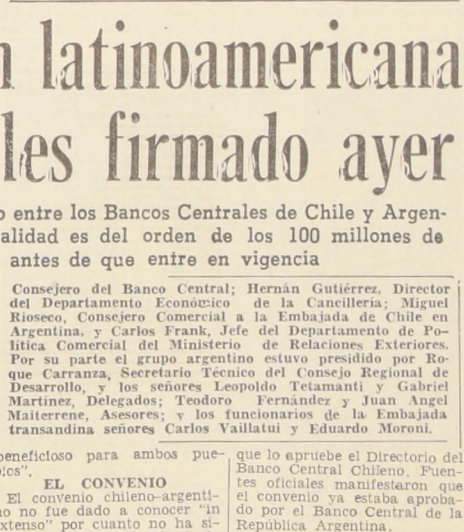 latinoamericana
les firmado ayer
o entre los Bancos Centrales de Chile y Argen-
alidad es del orden de los 100 millones de
antes de que entre en vigencia
Consejero del Banco Central; Hernán Gutiérrez, Director
del Departamento Económico de la Cancillería; Miguel
Rioseco, Consejero Comercial a la Embajada de Chile en
Argentina, y Carlos Frank, Jefe del Departamento de Po-
lítica Comercial del Ministerio de Relaciones Exteriores.
Por su parte el grupo argentino estuvo presidido por Ro-
que Carranza, Secretario Técnico del Consejo Regional de
Desarrollo, y los señores Leopoldo Tetamanti y Gabriel
Martínez, Delegados; Teodoro Fernández y Juan Angel
Maiterrene, Asesores; y los funcionarios de la Embajada
transandina señores Carlos Vaillatui y Eduardo Moroni.
beneficioso para ambos pue-
blos".
EL CONVENIO
El convenio chileno-argenti-
no no fue dado a conocer "in
extenso" por cuanto no ha si-
que lo apruebe el Directorio del
Banco Central Chileno. Fuen-
tes oficiales manifestaron que
el convenio ya estaba aproba-
do por el Banco Central de la
República Argentina.